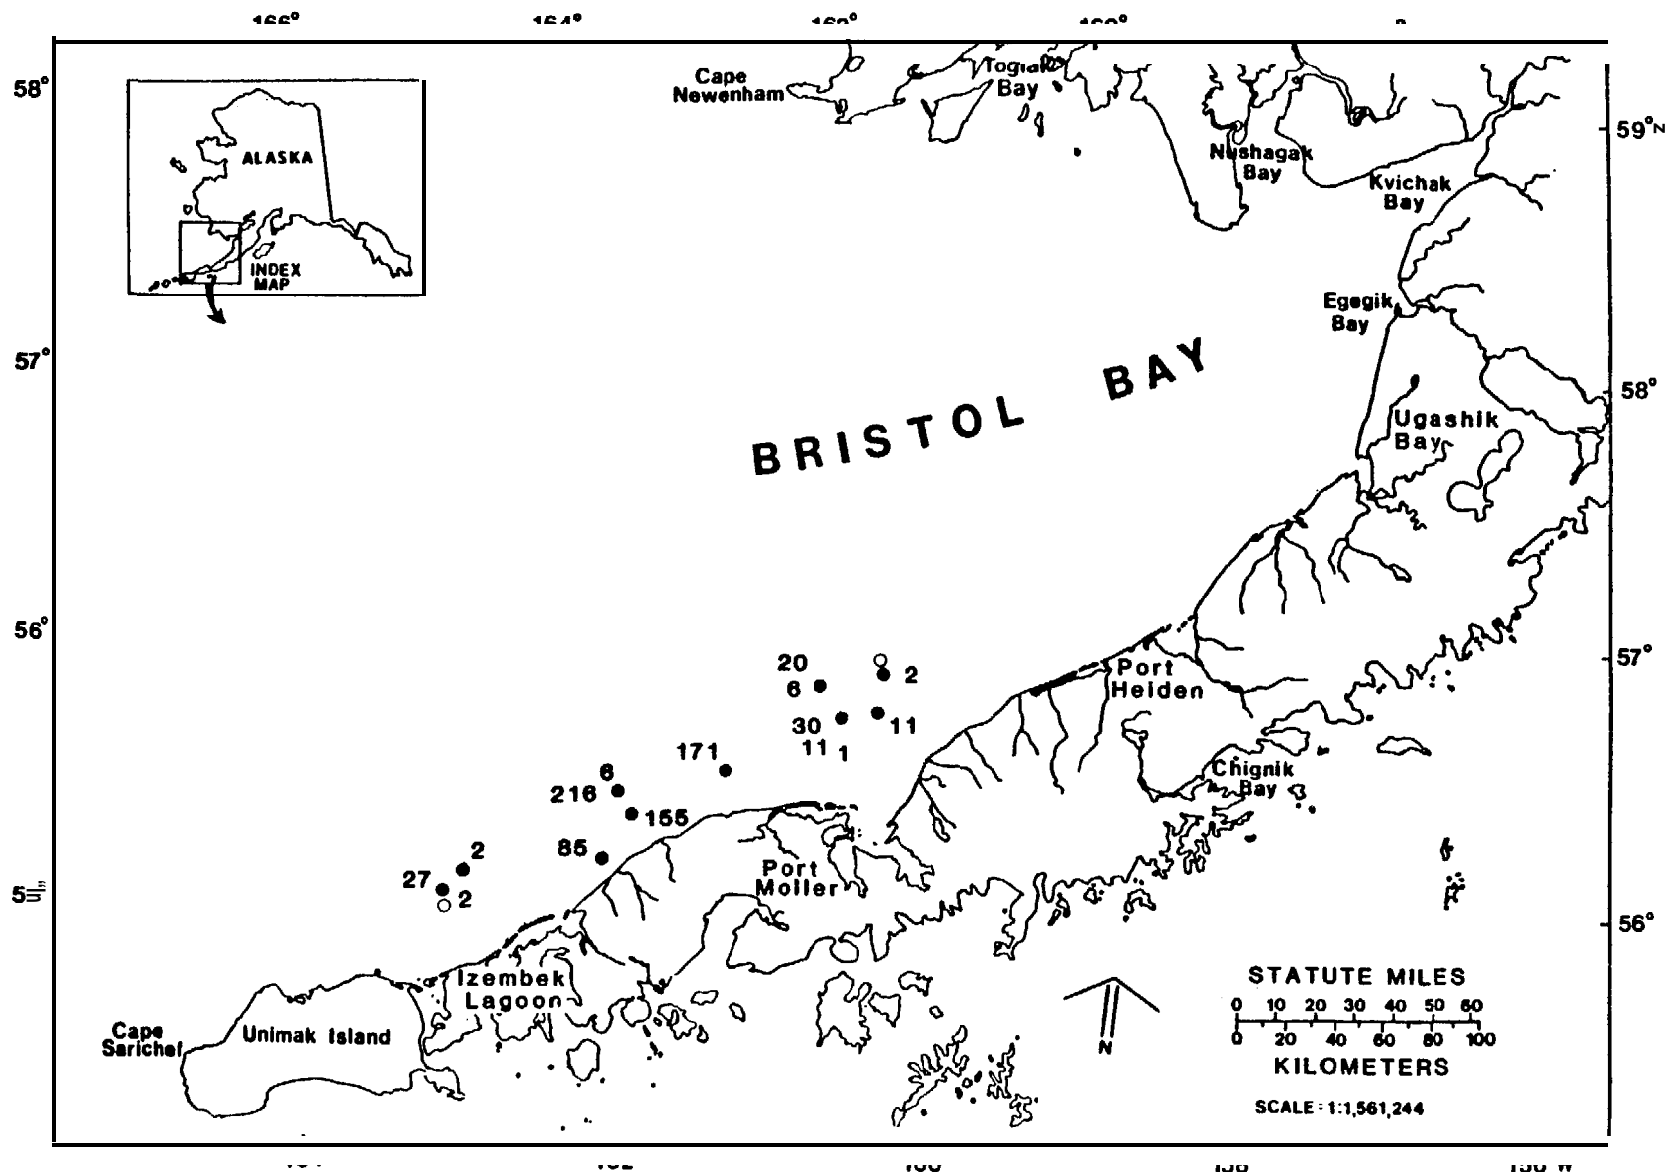 58°
57°
56°
ALASKA
INDEX
MAP
Cape
Newenham
Bay
Nushagak
Bay
Kvichak
Bay
Egegik
Bay
Ugashik
Bay
59°N
58°
57°
56°
BRISTOL BAY
20
6
2
30
11
11
1
171
6
216
155
85
2
27
2
Port
Heiden
Chignik
Bay
Port
Moller
Izembek
Lagoon
Unimak Island
Cape
Sarichef
N
STATUTE MILES
0 10 20 30 40 50 60
0 20 40 60 80 100
KILOMETERS
SCALE = 1:1,561,244